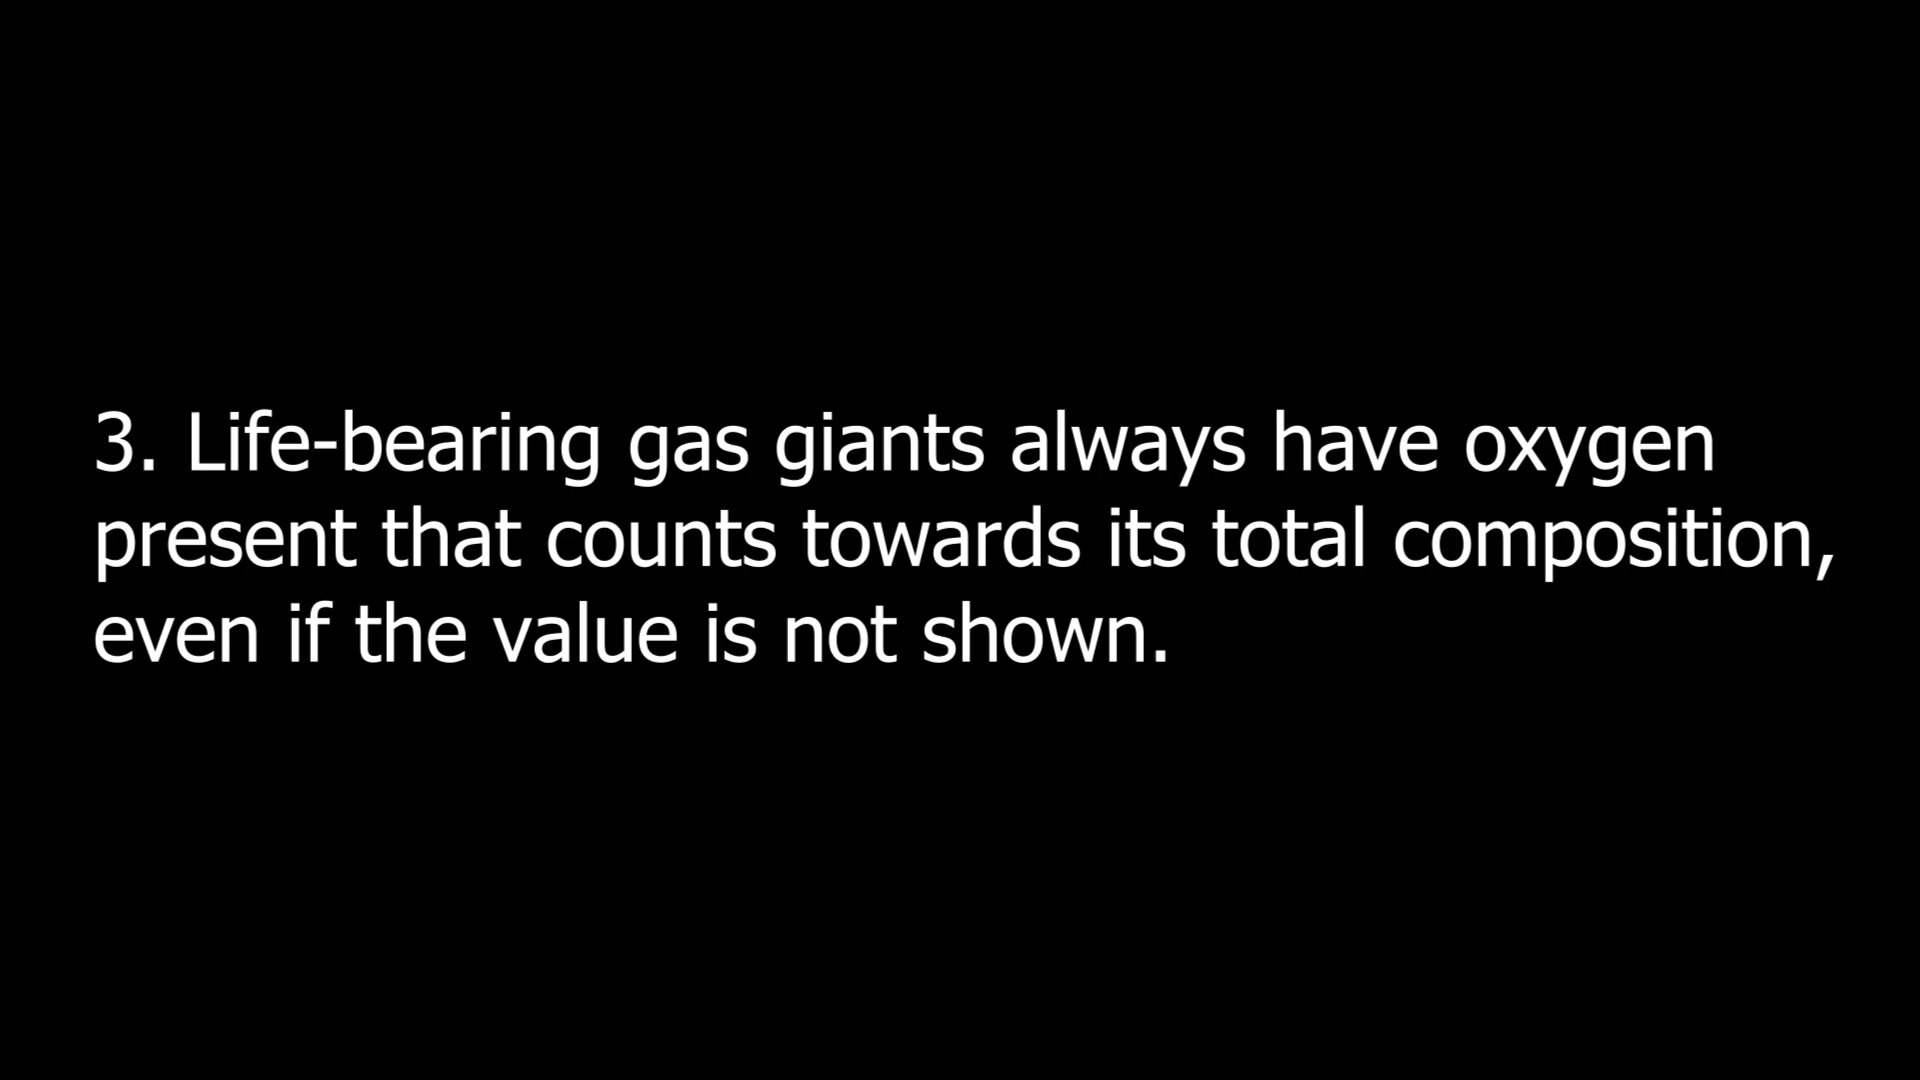 3. Life-bearing gas giants always have oxygen
present that counts towards its total composition,
even if the value is not shown.